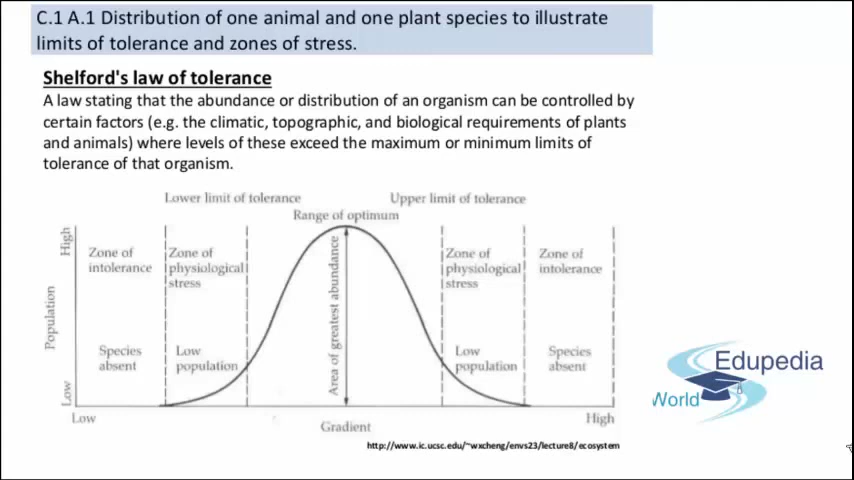 C.1 A.1 Distribution of one animal and one plant species to illustrate
limits of tolerance and zones of stress.
Shelford's law of tolerance
A law stating that the abundance or distribution of an organism can be controlled by
certain factors (e.g. the climatic, topographic, and biological requirements of plants
and animals) where levels of these exceed the maximum or minimum limits of
tolerance of that organism.
Lower limit of tolerance
Upper limit of tolerance
Range of optimum
High
Population
Low
Zone of
intolerance
Zone of
physiological
stress
Area of greatest abundance
Zone of
physiological
stress
Zone of
intolerance
Species
absent
Low
population
Low
population
Species
absent
Low
Gradient
High
http://www.ic.ucsc.edu/~wxcheng/envs23/lecture8/ecosystem
Edupedia
World